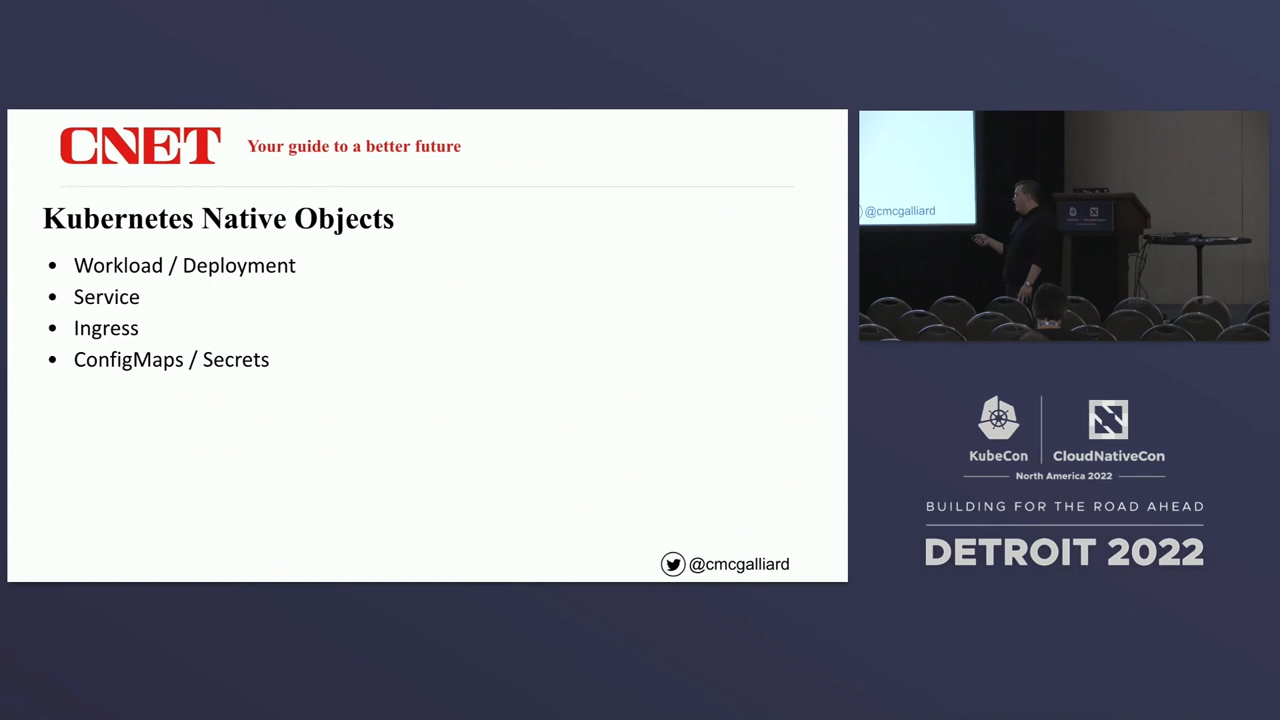 CNET
Your guide to a better future
Kubernetes Native Objects
• Workload / Deployment
• Service
• Ingress
• ConfigMaps / Secrets
@cmcgalliard
@cmcgalliard
KubeCon
CloudNativeCon
North America 2022
BUILDING FOR THE ROAD AHEAD
DETROIT 2022